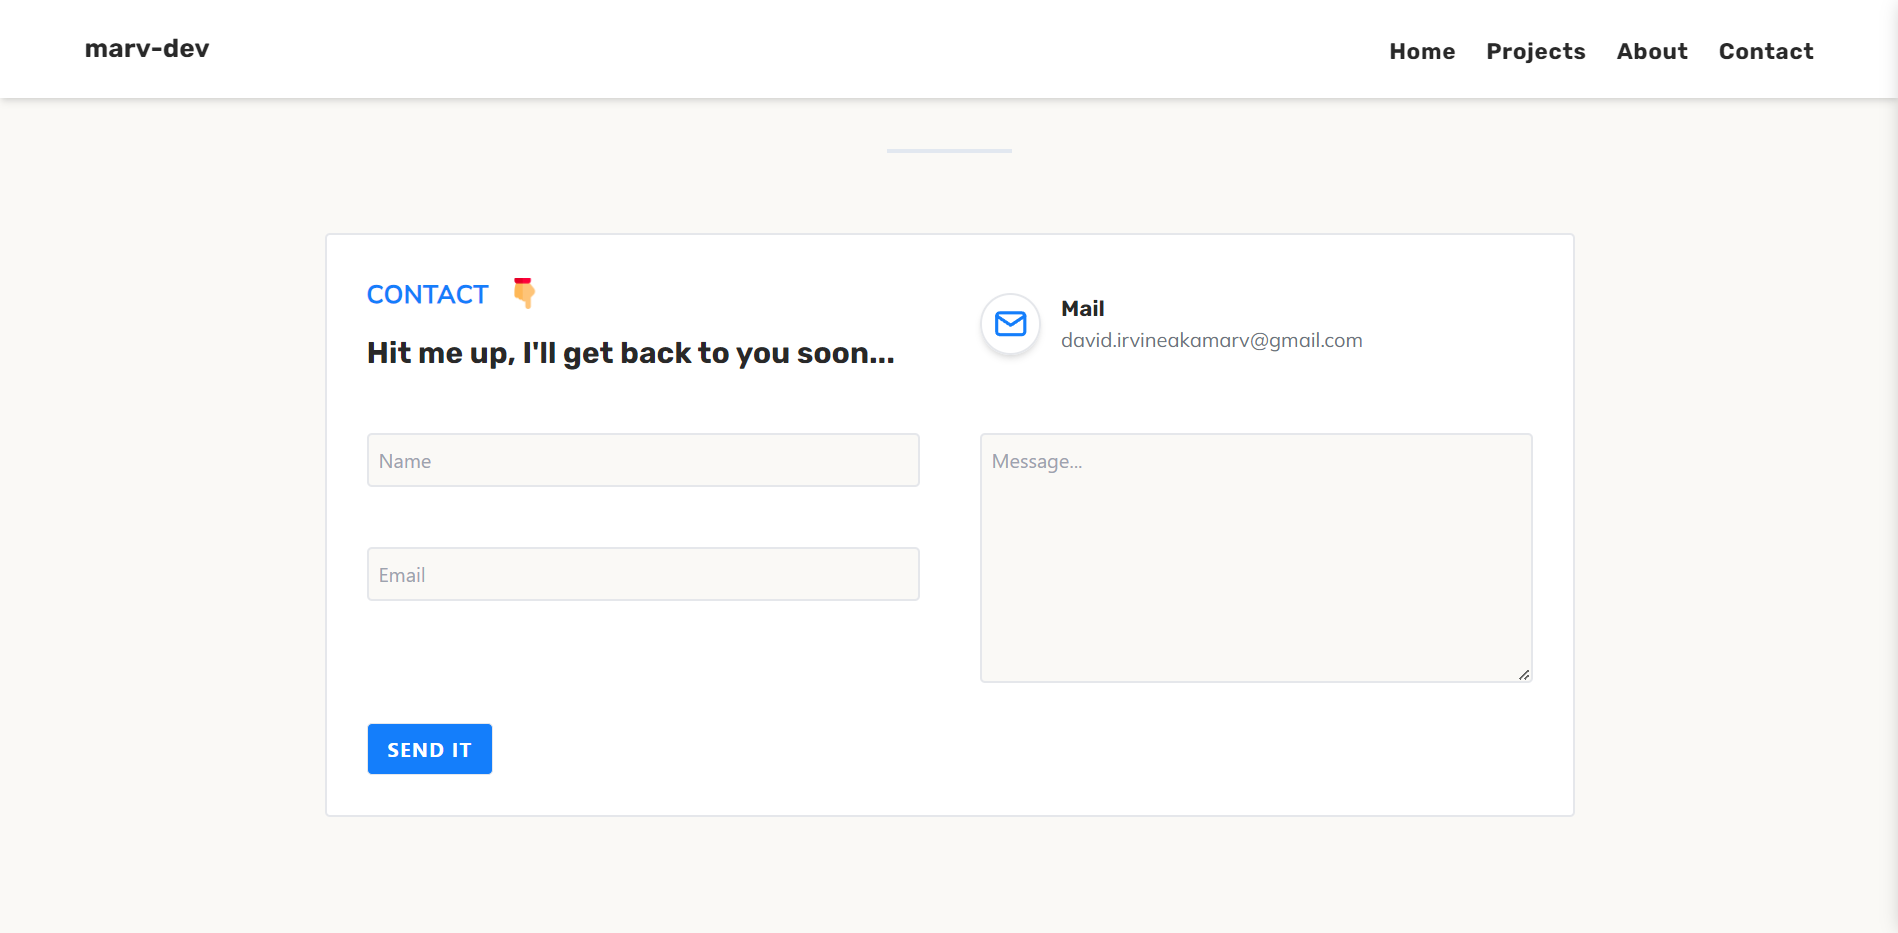 marv-dev
Home Projects About Contact
CONTACT 👇
Hit me up, I'll get back to you soon...
Mail
david.irvineakamarv@gmail.com
Name
Message...
Email
SEND IT